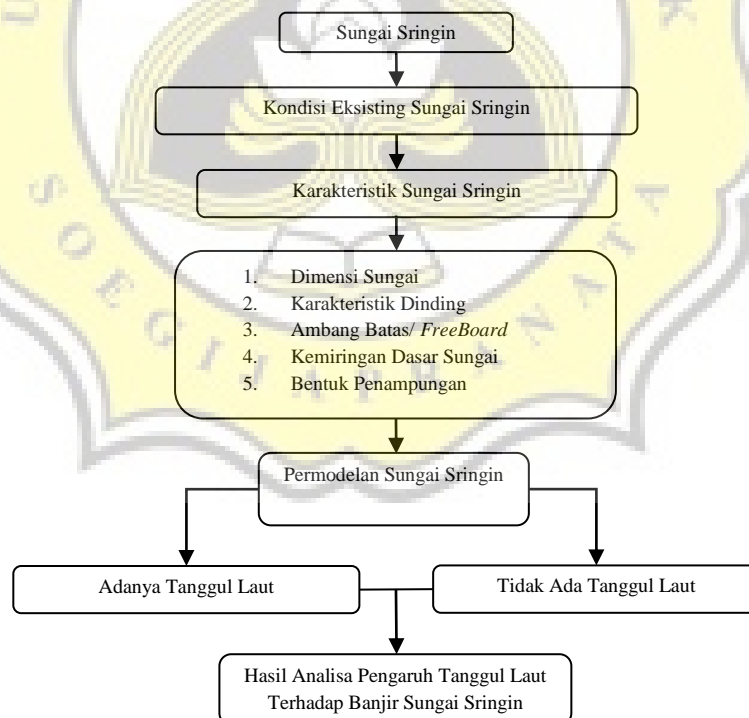 Sungai Sringin
Kondisi Eksisting Sungai Sringin
Karakteristik Sungai Sringin
1. Dimensi Sungai
2. Karakteristik Dinding
3. Ambang Batas/ FreeBoard
4. Kemiringan Dasar Sungai
5. Bentuk Penampungan
Permodelan Sungai Sringin
Adanya Tanggul Laut
Tidak Ada Tanggul Laut
Hasil Analisa Pengaruh Tanggul Laut
Terhadap Banjir Sungai Sringin
SOEGIJAPRANATA